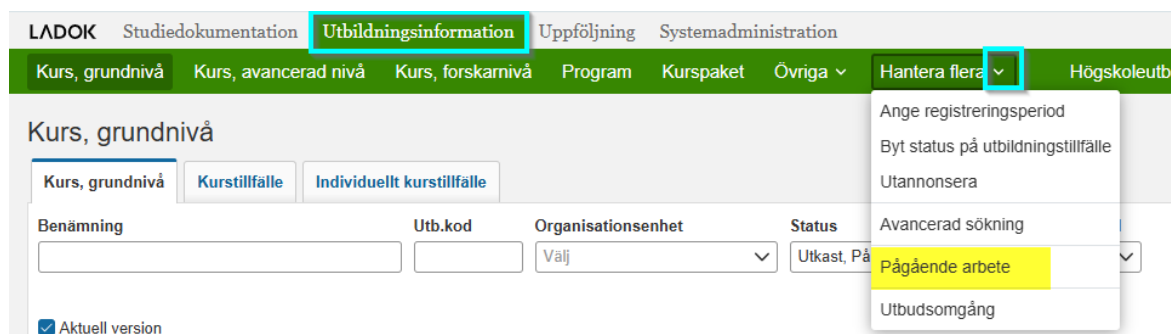 LADOK Studiedokumentation Utbildningsinformation Uppföljning Systemadministration
Kurs, grundnivå Kurs, avancerad nivå Kurs, forskarnivå Program Kurspaket Övriga Hantera flera Högskoleutb
Ange registreringsperiod
Byt status på utbildningstillfälle
Utannonsera
Avancerad sökning
Pågående arbete
Utbudsomgång
Kurs, grundnivå
Kurs, grundnivå Kurstillfälle Individuellt kurstillfälle
Benämning Utb.kod Organisationsenhet Status
Välj Utkast, På
Aktuell version